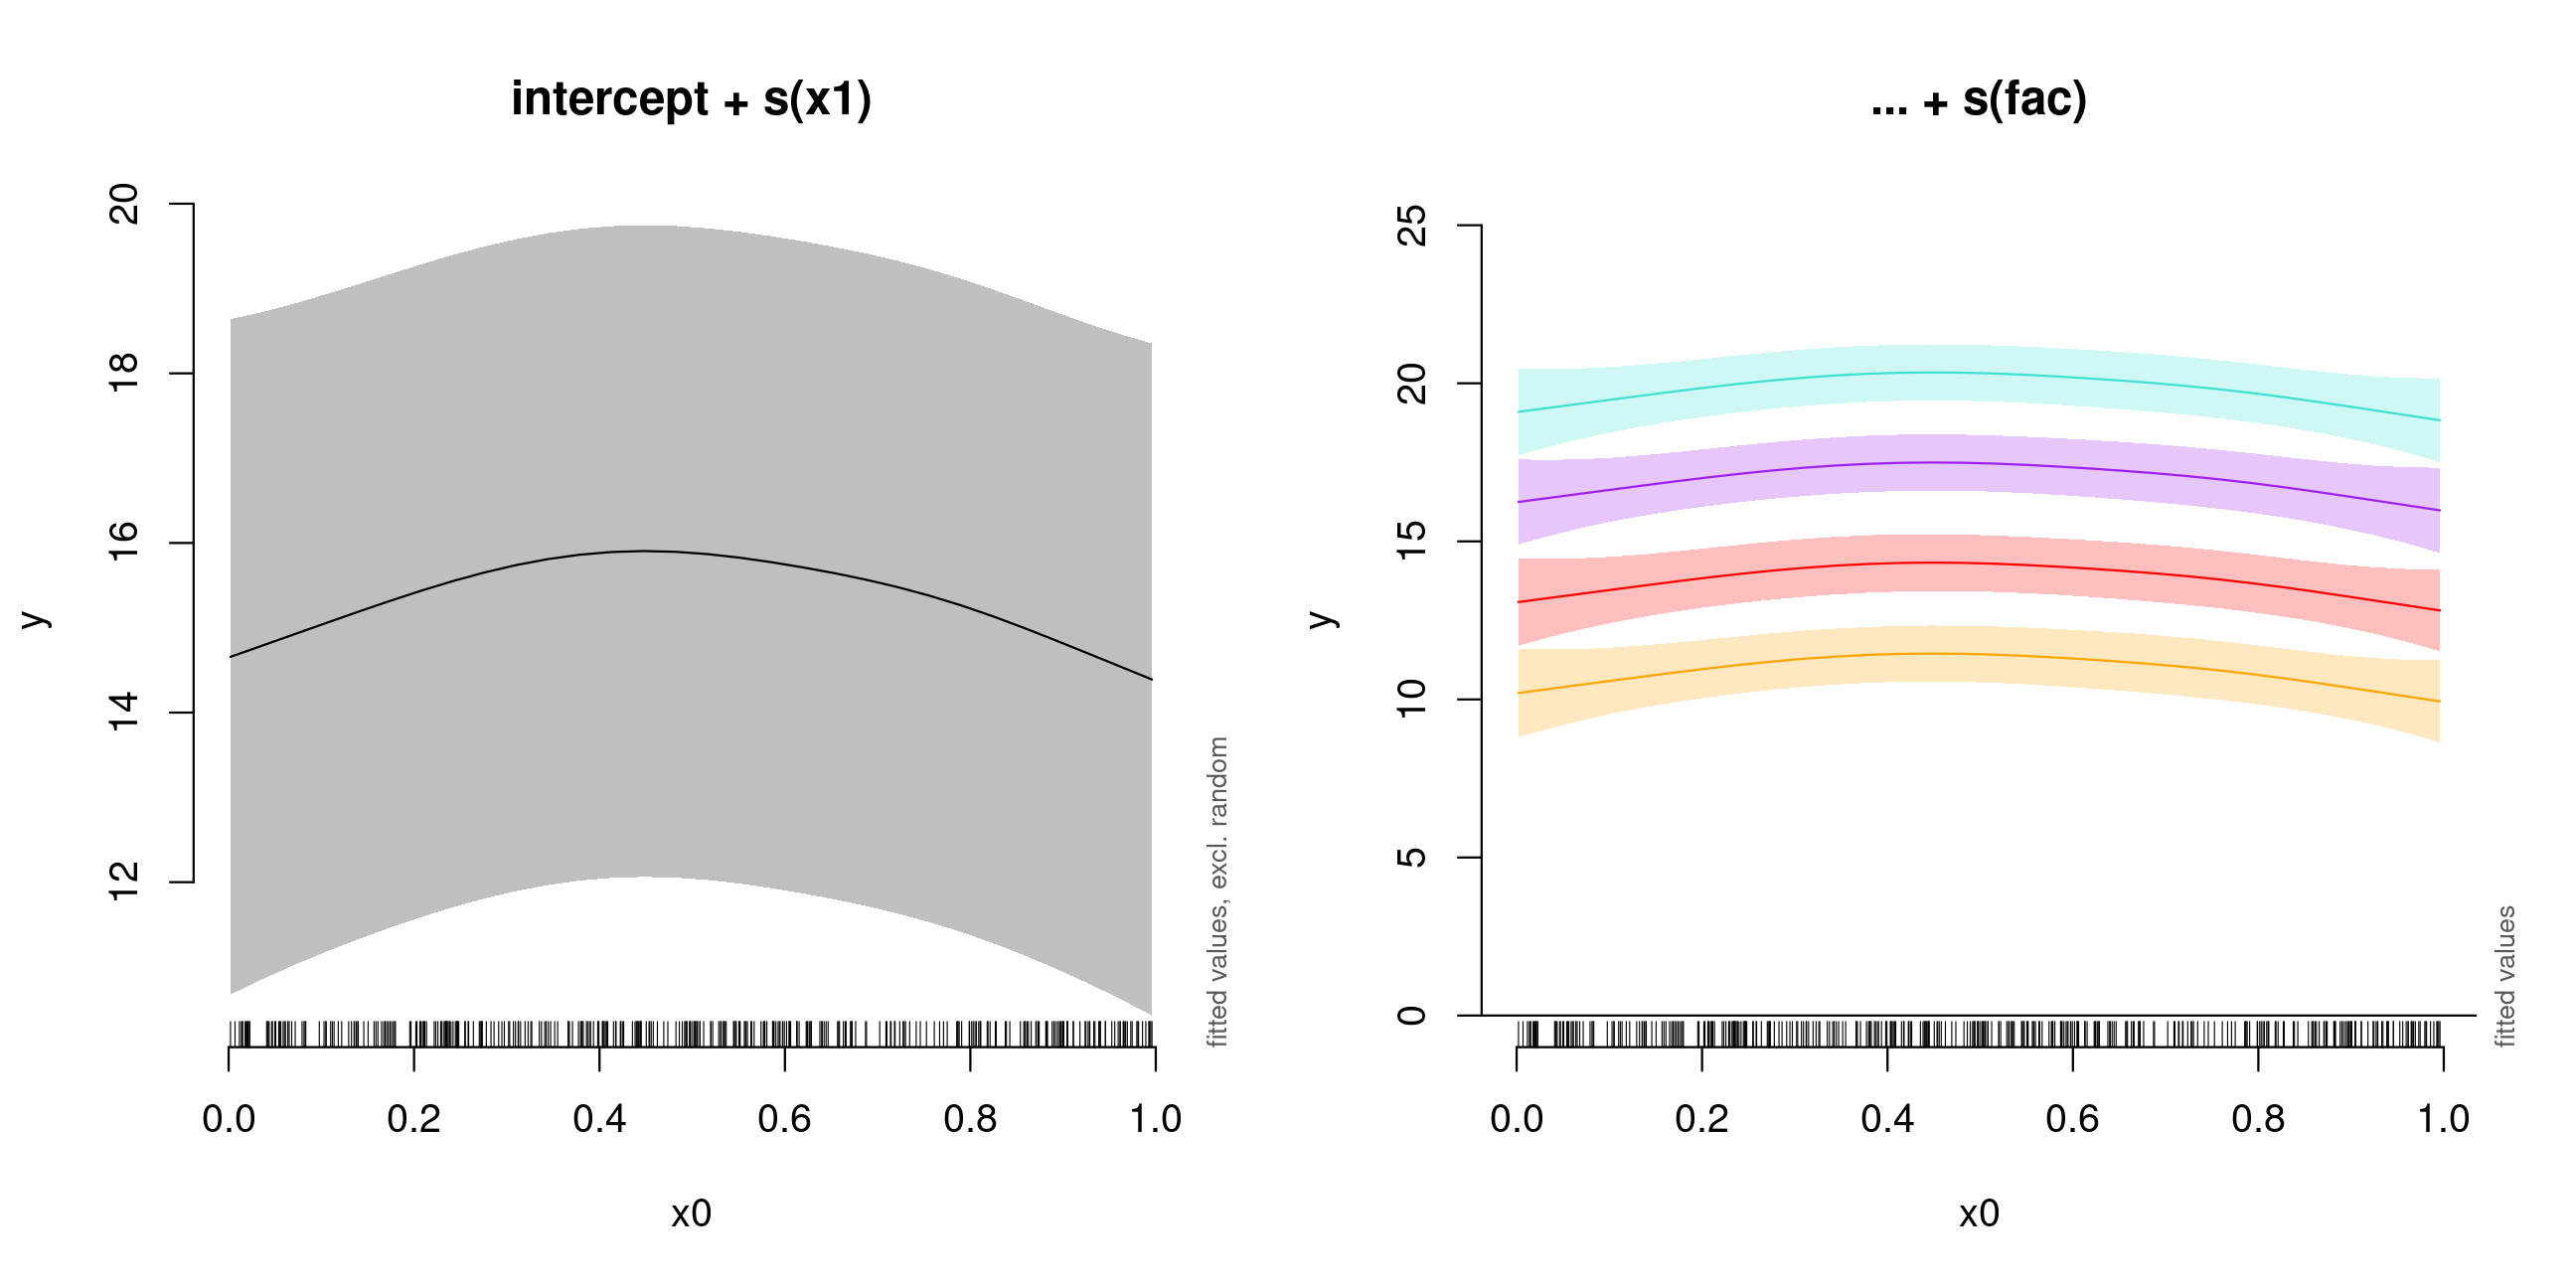 intercept + s(x1)
20
18
16
14
12
y
fitted values, excl. random
0.0 0.2 0.4 0.6 0.8 1.0
x0
... + s(fac)
25
20
15
10
5
0
y
fitted values
0.0 0.2 0.4 0.6 0.8 1.0
x0